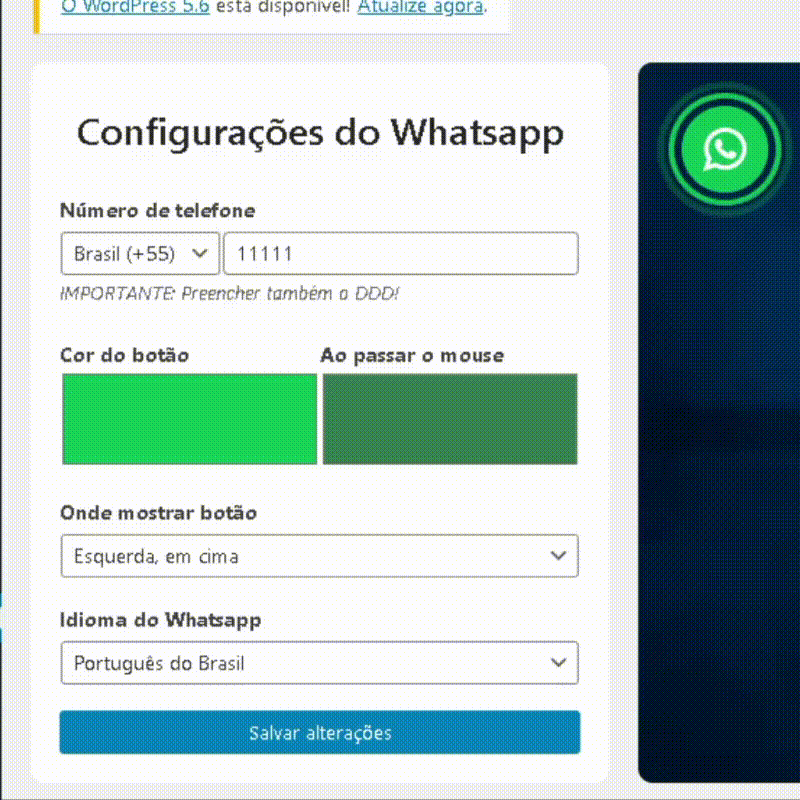 O WordPress 5.6 está disponível! Atualize agora.
Configurações do Whatsapp
Número de telefone
Brasil (+55) 11111
IMPORTANTE: Preencher também o DDD!
Cor do botão Ao passar o mouse
Onde mostrar botão
Esquerda, em cima
Idioma do Whatsapp
Português do Brasil
Salvar alterações